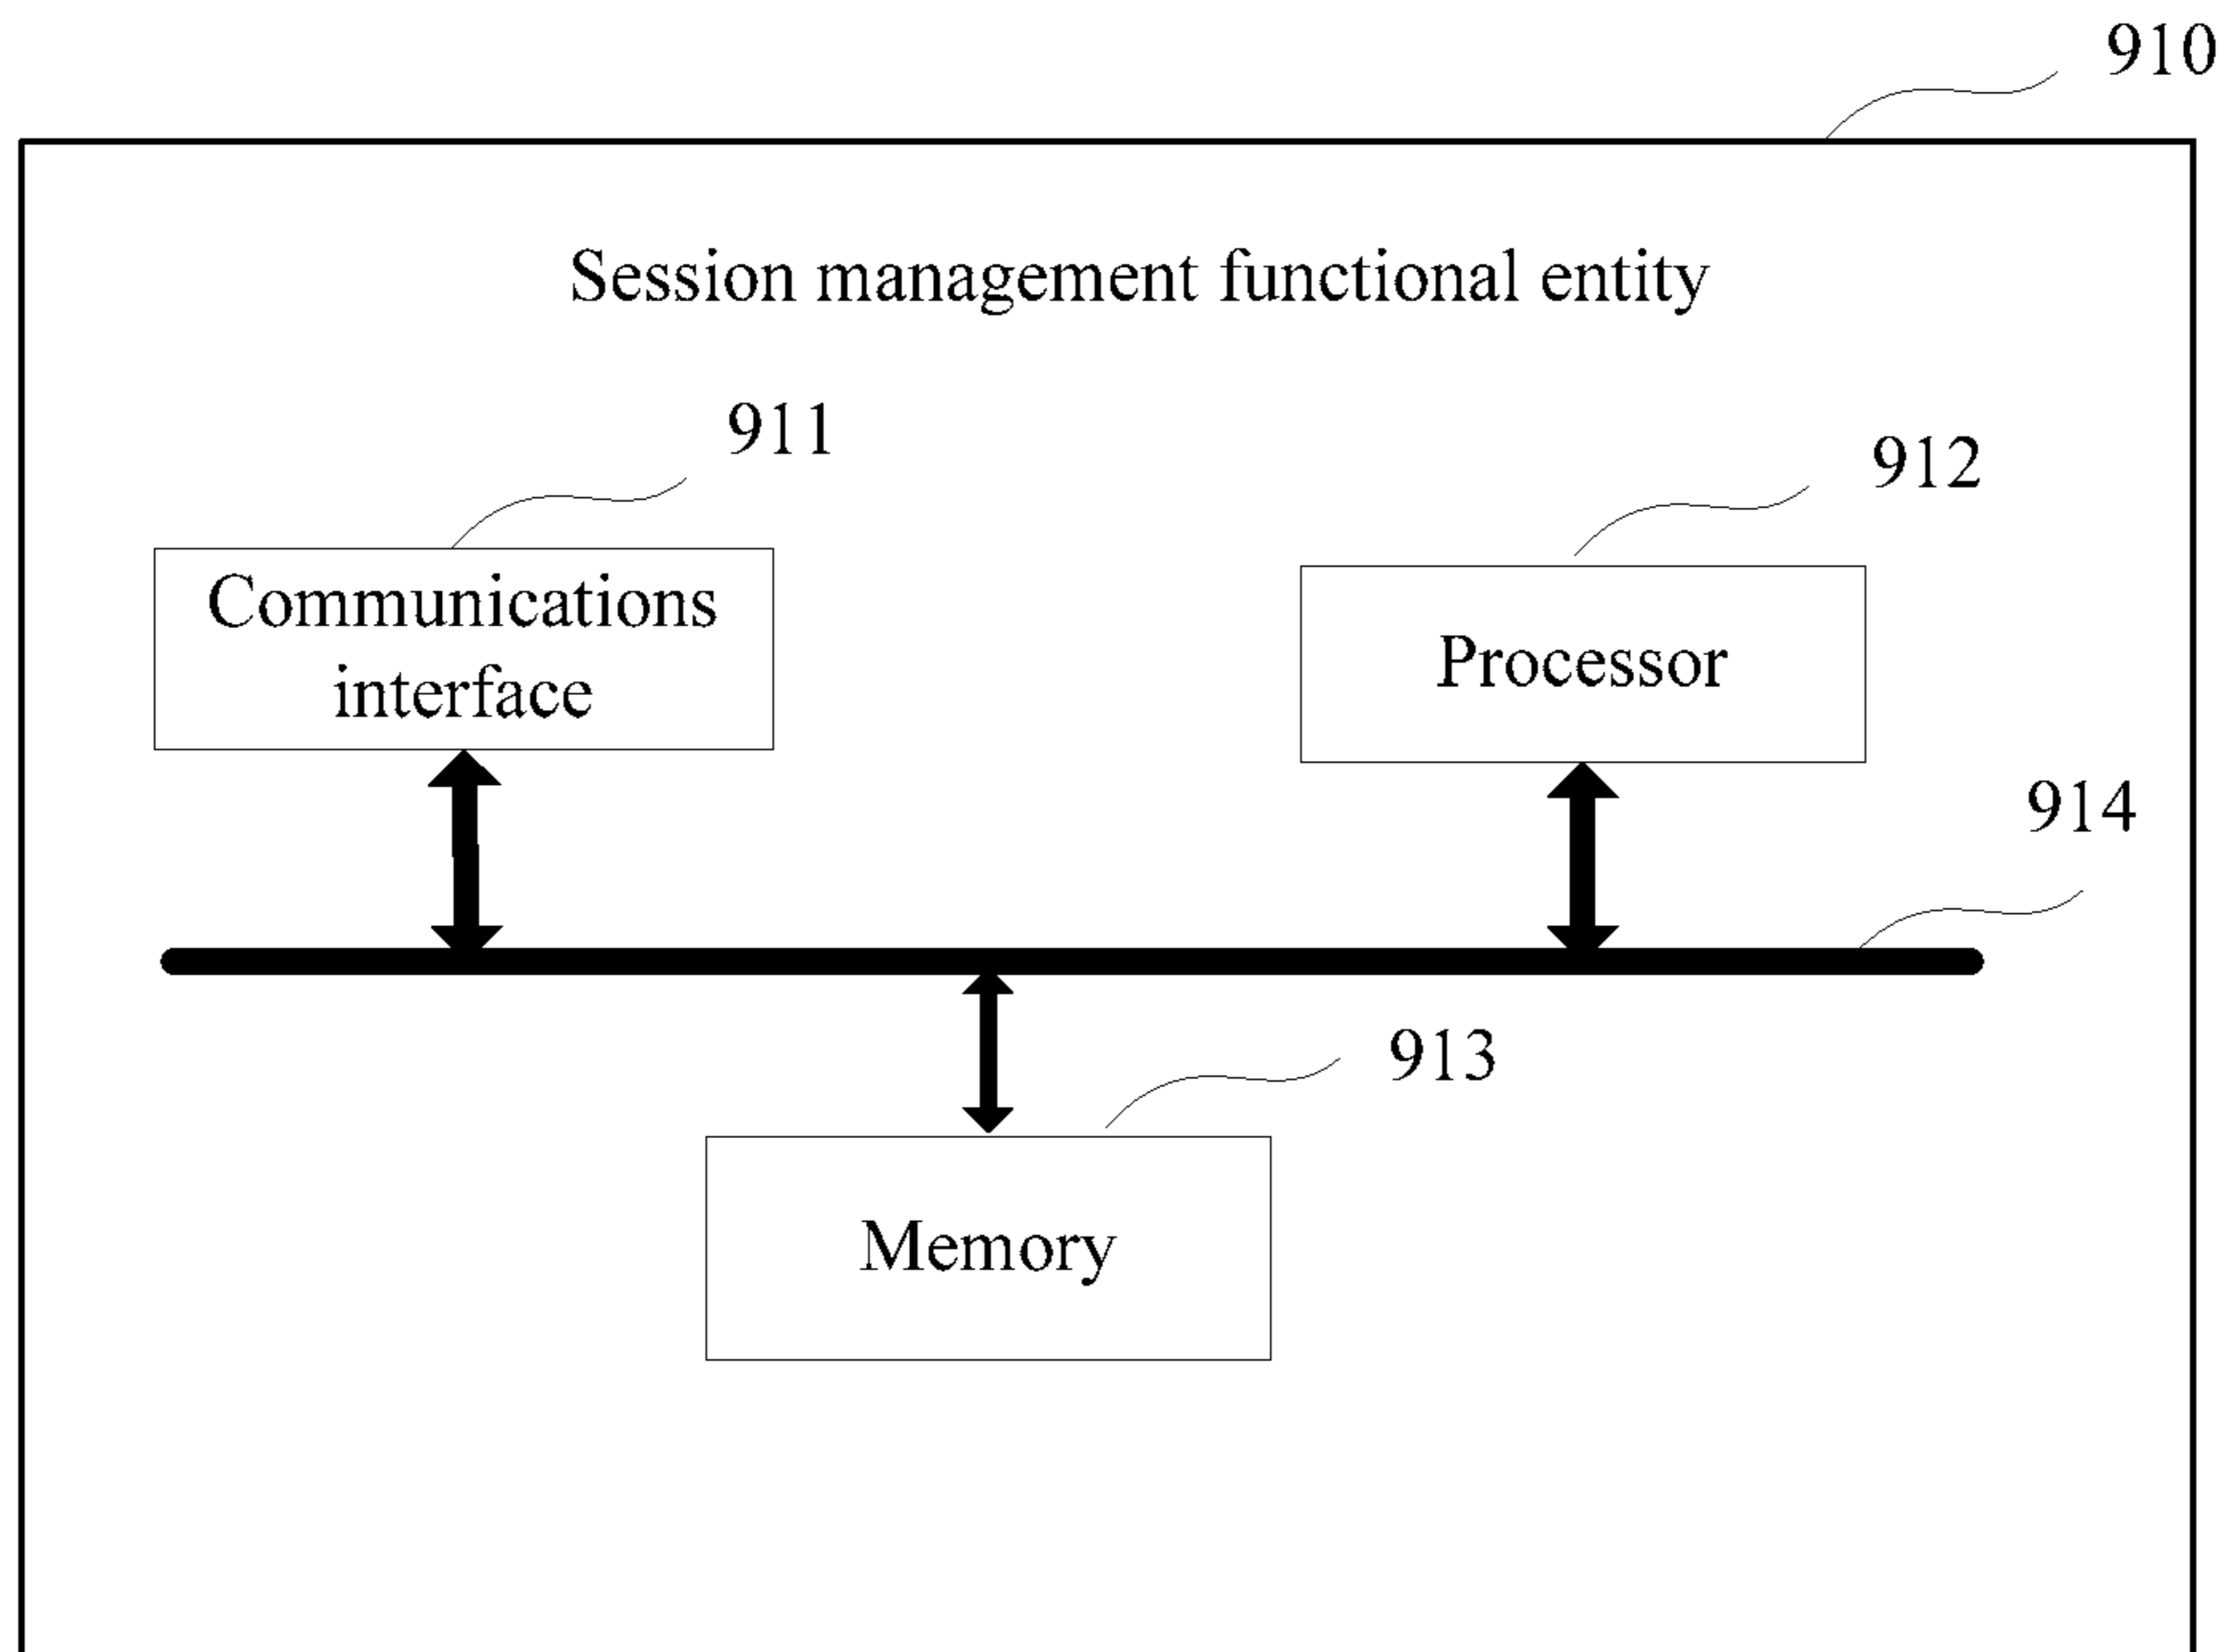 910
Session management functional entity
911
912
Communications
interface
Processor
914
913
Memory